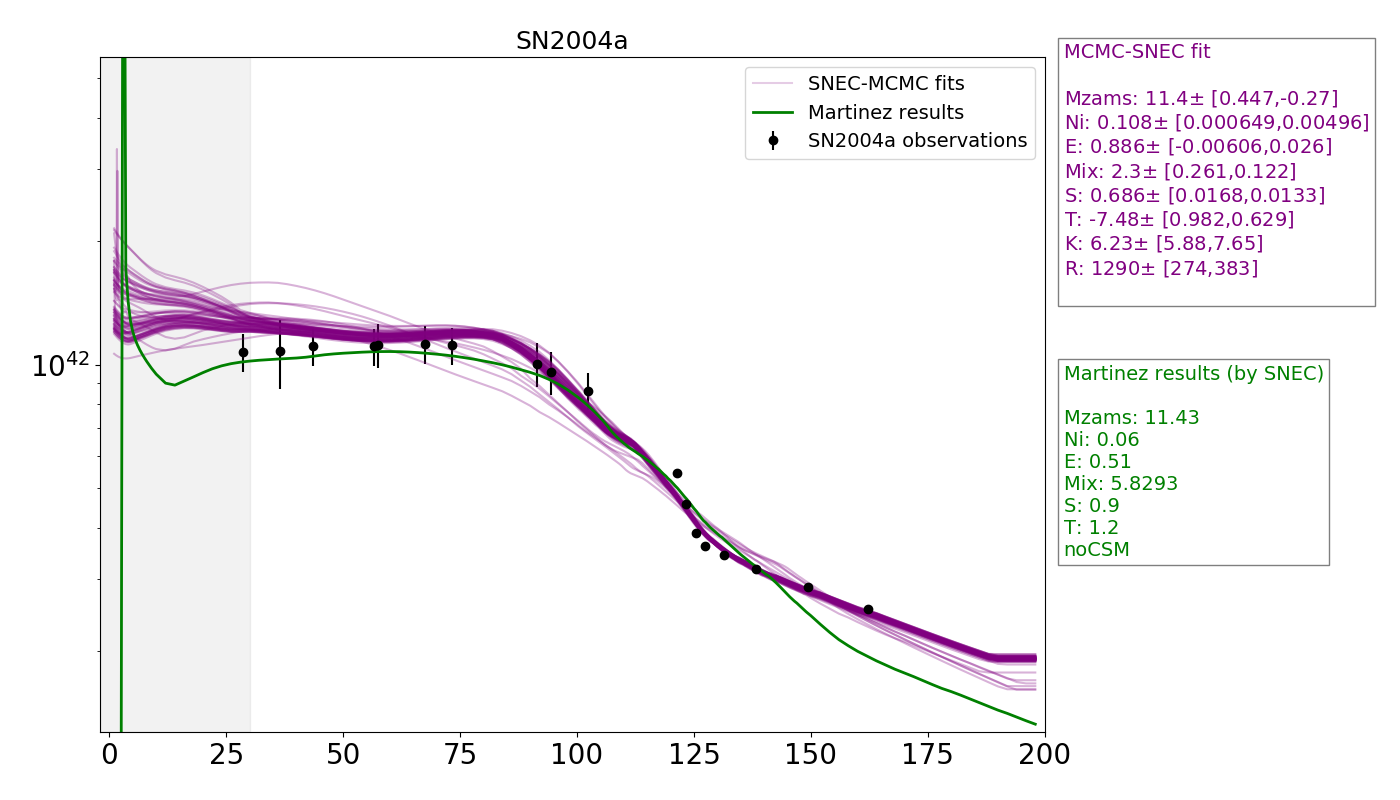 SN2004a
SNEC-MCMC fits
Martinez results
SN2004a observations
10^42
0 25 50 75 100 125 150 175 200
MCMC-SNEC fit
Mzams: 11.4± [0.447,-0.27]
Ni: 0.108± [0.000649,0.00496]
E: 0.886± [-0.00606,0.026]
Mix: 2.3± [0.261,0.122]
S: 0.686± [0.0168,0.0133]
T: -7.48± [0.982,0.629]
K: 6.23± [5.88,7.65]
R: 1290± [274,383]
Martinez results (by SNEC)
Mzams: 11.43
Ni: 0.06
E: 0.51
Mix: 5.8293
S: 0.9
T: 1.2
noCSM